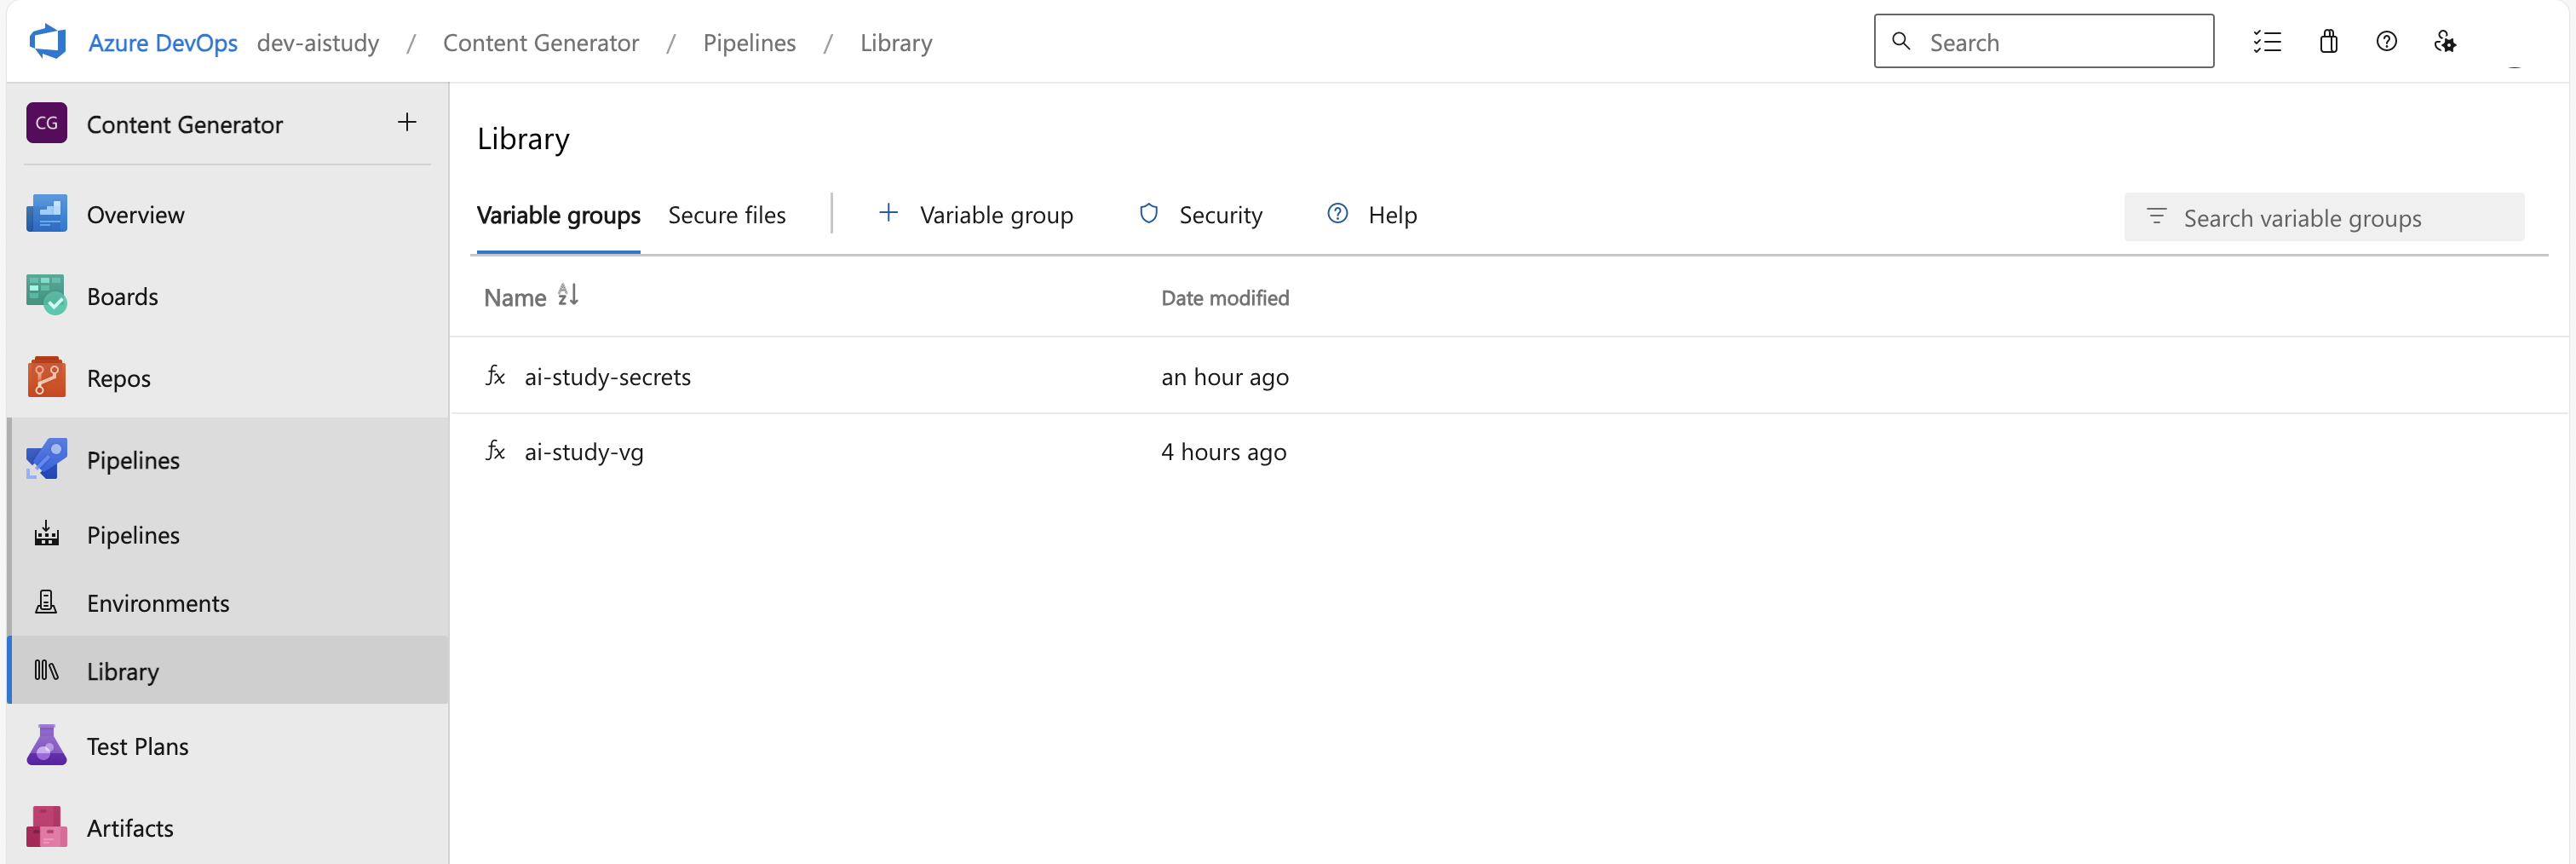 Azure DevOps dev-aistudy / Content Generator / Pipelines / Library
Search
CG Content Generator
Overview
Boards
Repos
Pipelines
Pipelines
Environments
Library
Test Plans
Artifacts
Library
Variable groups Secure files + Variable group Security Help
Search variable groups
Name Date modified
ai-study-secrets an hour ago
ai-study-vg 4 hours ago